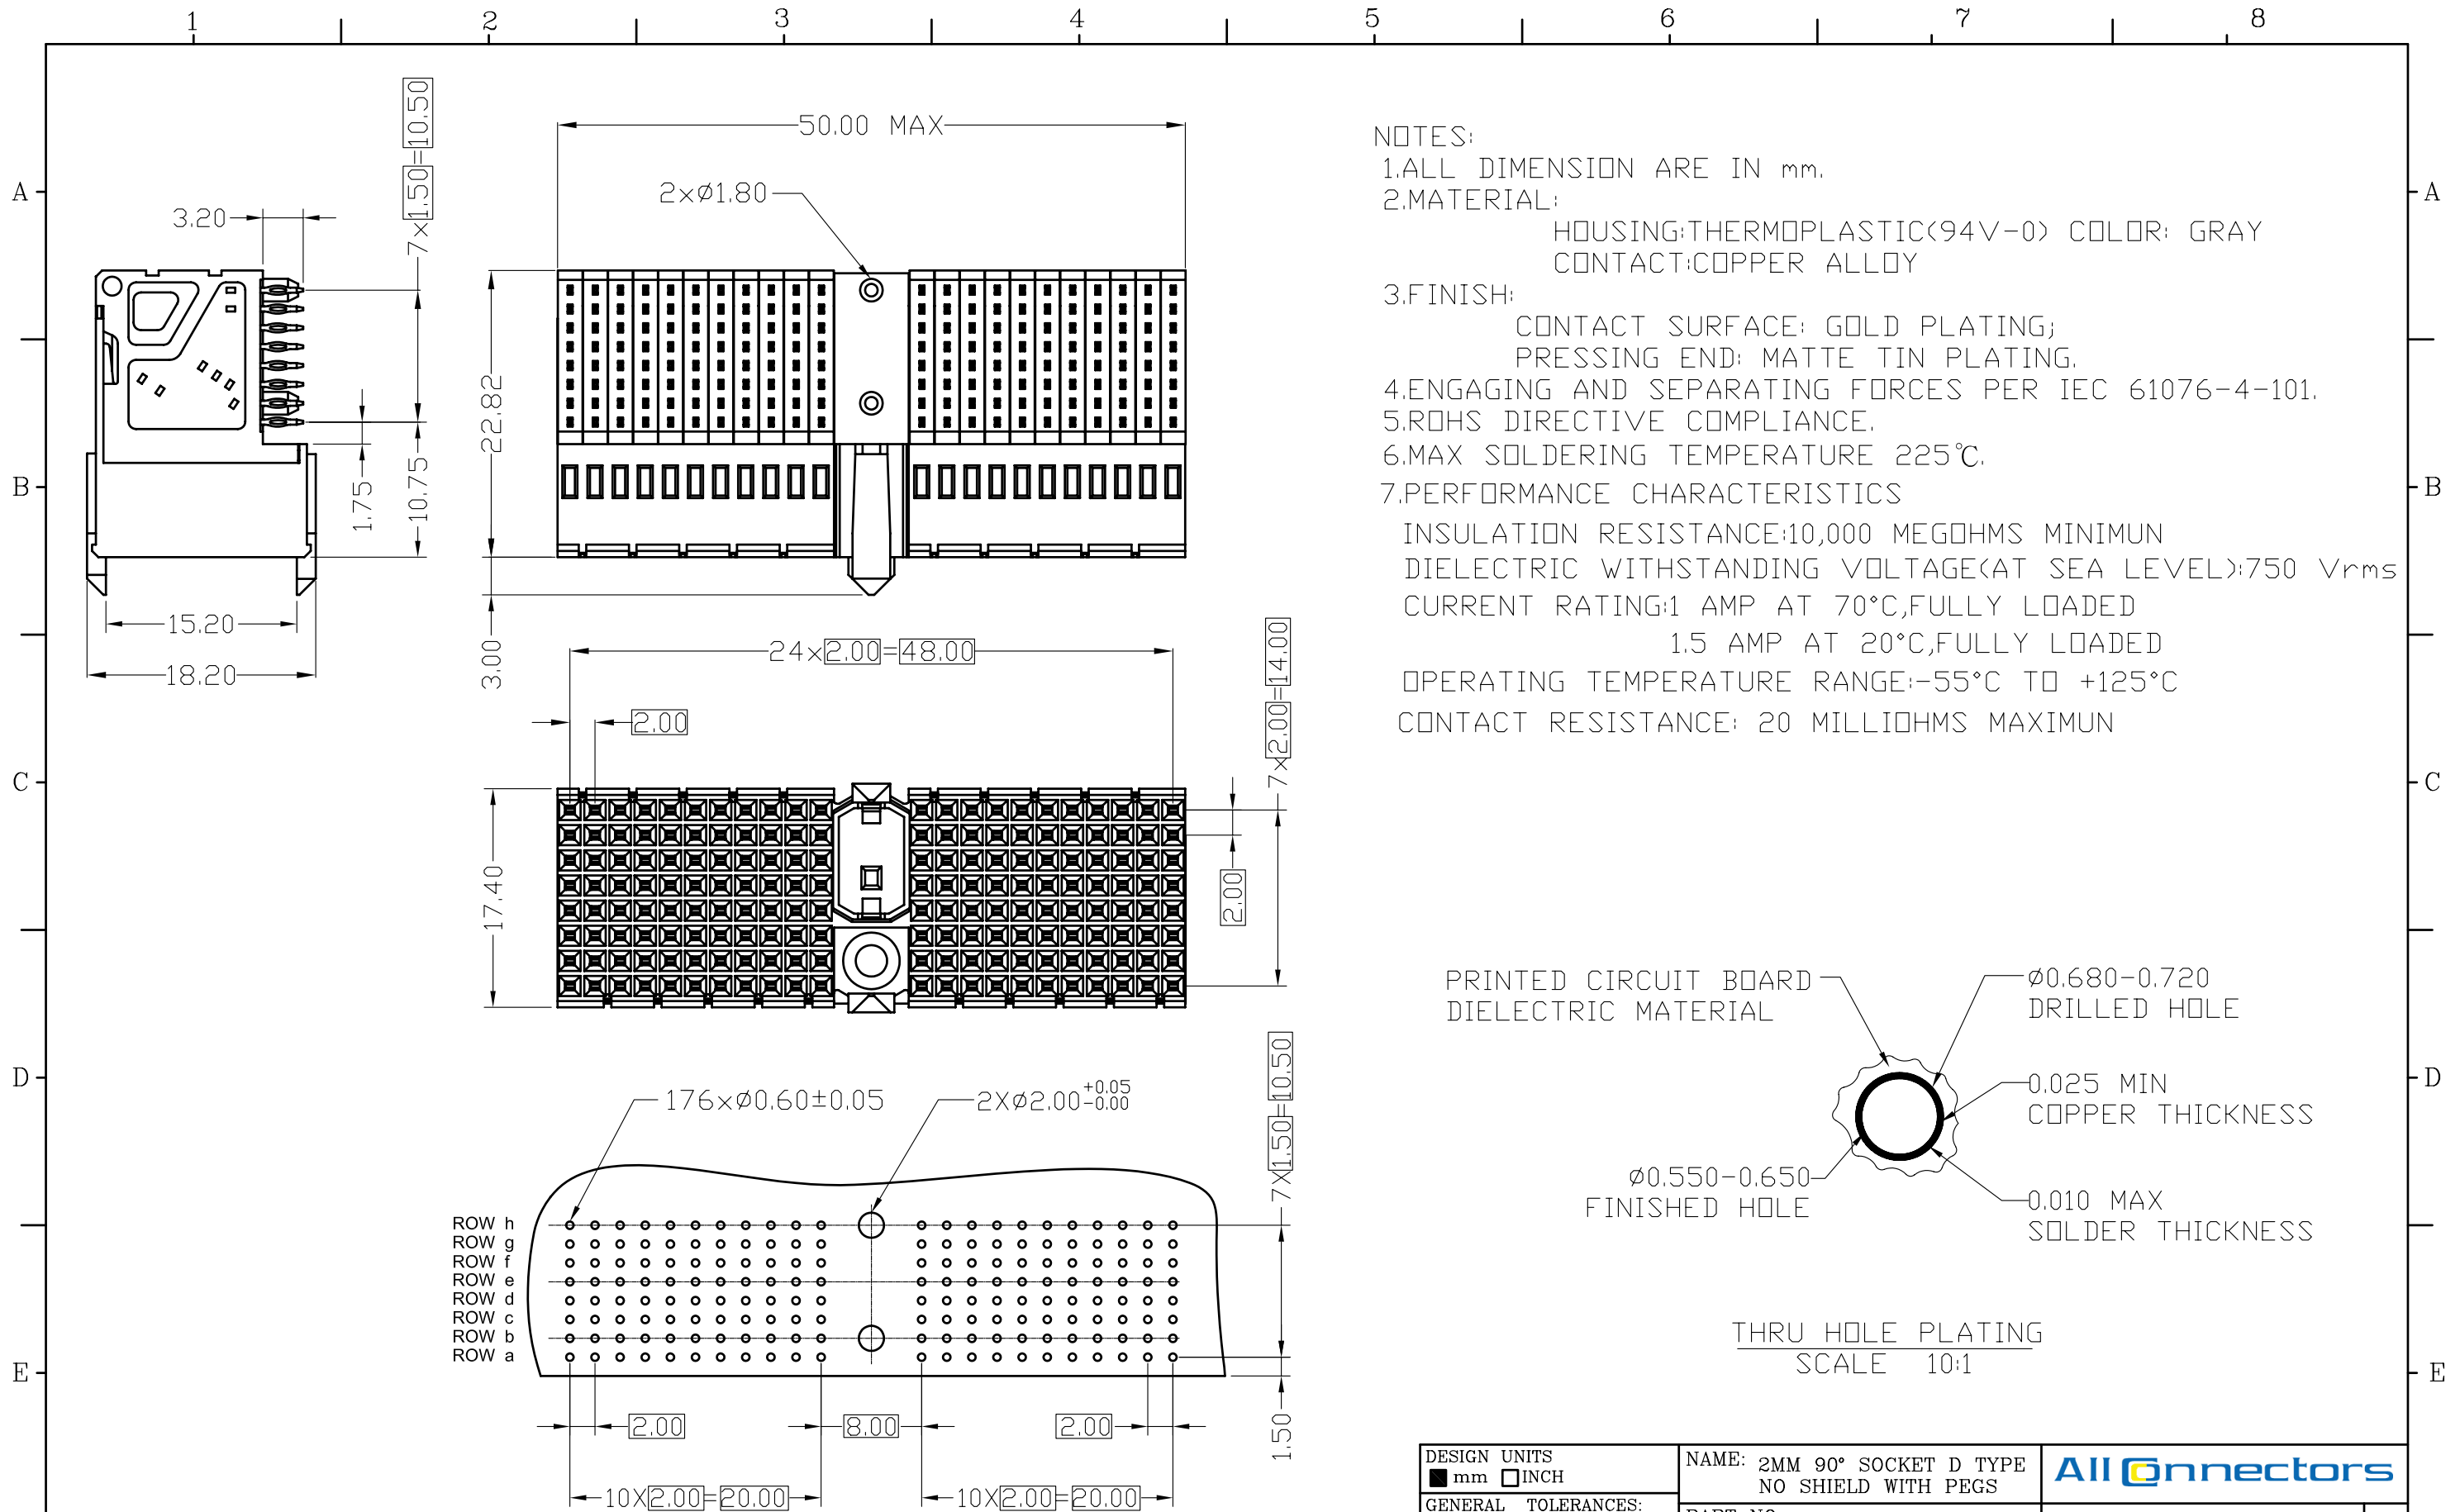 1 2 3 4 5 6 7 8
A
B
C
D
E
A
B
C
D
E
3.20
7×1.50=10.50
1.75
10.75
15.20
18.20
50.00 MAX
2×Ø1.80
22.82
3.00
24×2.00=48.00
2.00
7×2.00=14.00
2.00
17.40
176×Ø0.60±0.05
2XØ2.00+0.05-0.00
7X1.50=10.50
ROW h
ROW g
ROW f
ROW e
ROW d
ROW c
ROW b
ROW a
2.00
8.00
2.00
1.50
10X2.00=20.00
10X2.00=20.00
NOTES:
1.ALL DIMENSION ARE IN mm.
2.MATERIAL:
HOUSING:THERMOPLASTIC(94V-0) COLOR: GRAY
CONTACT:COPPER ALLOY
3.FINISH:
CONTACT SURFACE: GOLD PLATING;
PRESSING END: MATTE TIN PLATING.
4.ENGAGING AND SEPARATING FORCES PER IEC 61076-4-101.
5.ROHS DIRECTIVE COMPLIANCE.
6.MAX SOLDERING TEMPERATURE 225℃.
7.PERFORMANCE CHARACTERISTICS
INSULATION RESISTANCE:10,000 MEGOHMS MINIMUN
DIELECTRIC WITHSTANDING VOLTAGE(AT SEA LEVEL):750 Vrms
CURRENT RATING:1 AMP AT 70°C,FULLY LOADED
1.5 AMP AT 20°C,FULLY LOADED
OPERATING TEMPERATURE RANGE:-55°C TO +125°C
CONTACT RESISTANCE: 20 MILLIOHMS MAXIMUN
PRINTED CIRCUIT BOARD
DIELECTRIC MATERIAL
Ø0.680-0.720
DRILLED HOLE
0.025 MIN
COPPER THICKNESS
Ø0.550-0.650
FINISHED HOLE
0.010 MAX
SOLDER THICKNESS
THRU HOLE PLATING
SCALE 10:1
DESIGN UNITS
mm INCH
GENERAL TOLERANCES:
NAME: 2MM 90° SOCKET D TYPE
NO SHIELD WITH PEGS
All Connectors